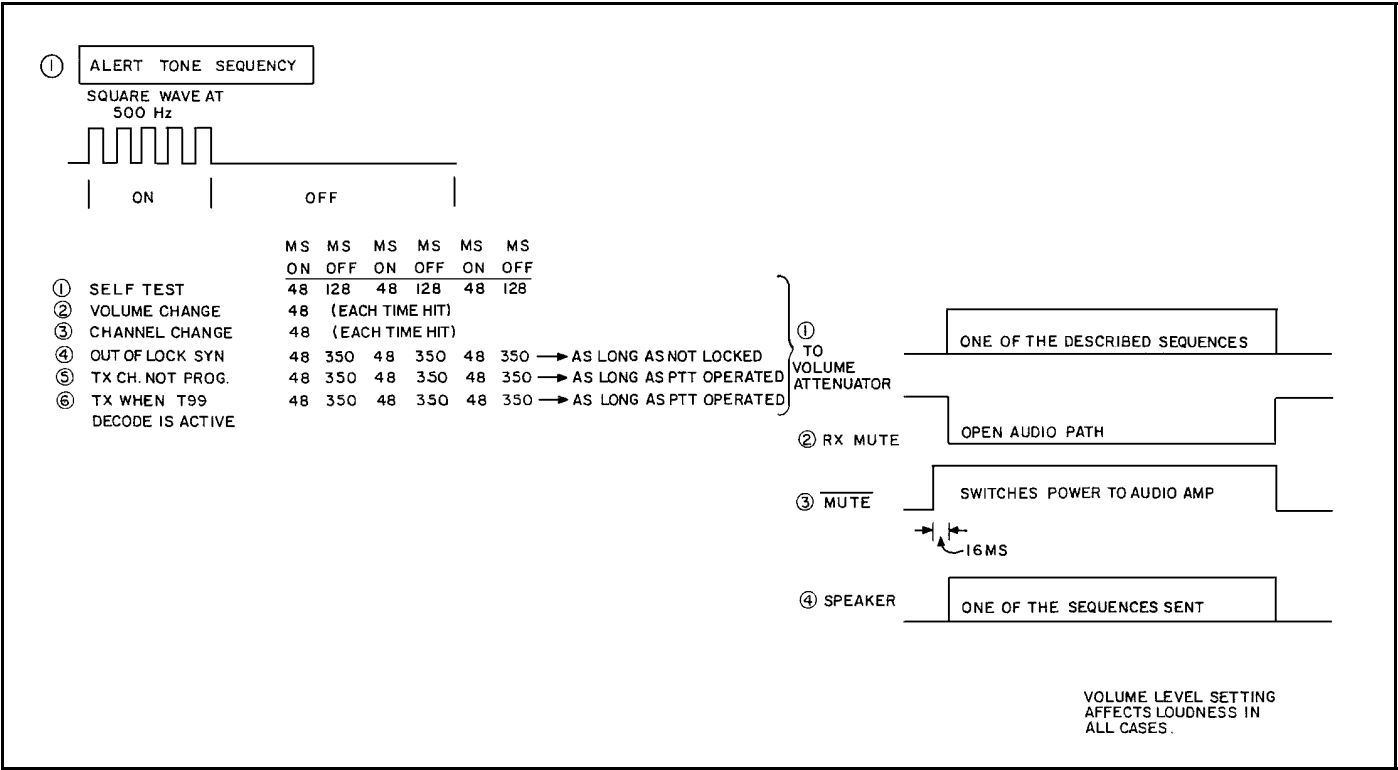 ① ALERT TONE SEQUENCY
SQUARE WAVE AT
500 Hz
ON OFF
MS MS MS MS MS MS
ON OFF ON OFF ON OFF
① SELF TEST 48 128 48 128 48 128
② VOLUME CHANGE 48 (EACH TIME HIT)
③ CHANNEL CHANGE 48 (EACH TIME HIT)
④ OUT OF LOCK SYN 48 350 48 350 48 350 → AS LONG AS NOT LOCKED
⑤ TX CH. NOT PROG. 48 350 48 350 48 350 → AS LONG AS PTT OPERATED
⑥ TX WHEN T99 48 350 48 350 48 350 → AS LONG AS PTT OPERATED
DECODE IS ACTIVE
①
TO
VOLUME
ATTENUATOR
ONE OF THE DESCRIBED SEQUENCES
② RX MUTE
OPEN AUDIO PATH
③ MUTE
SWITCHES POWER TO AUDIO AMP
16MS
④ SPEAKER
ONE OF THE SEQUENCES SENT
VOLUME LEVEL SETTING
AFFECTS LOUDNESS IN
ALL CASES.